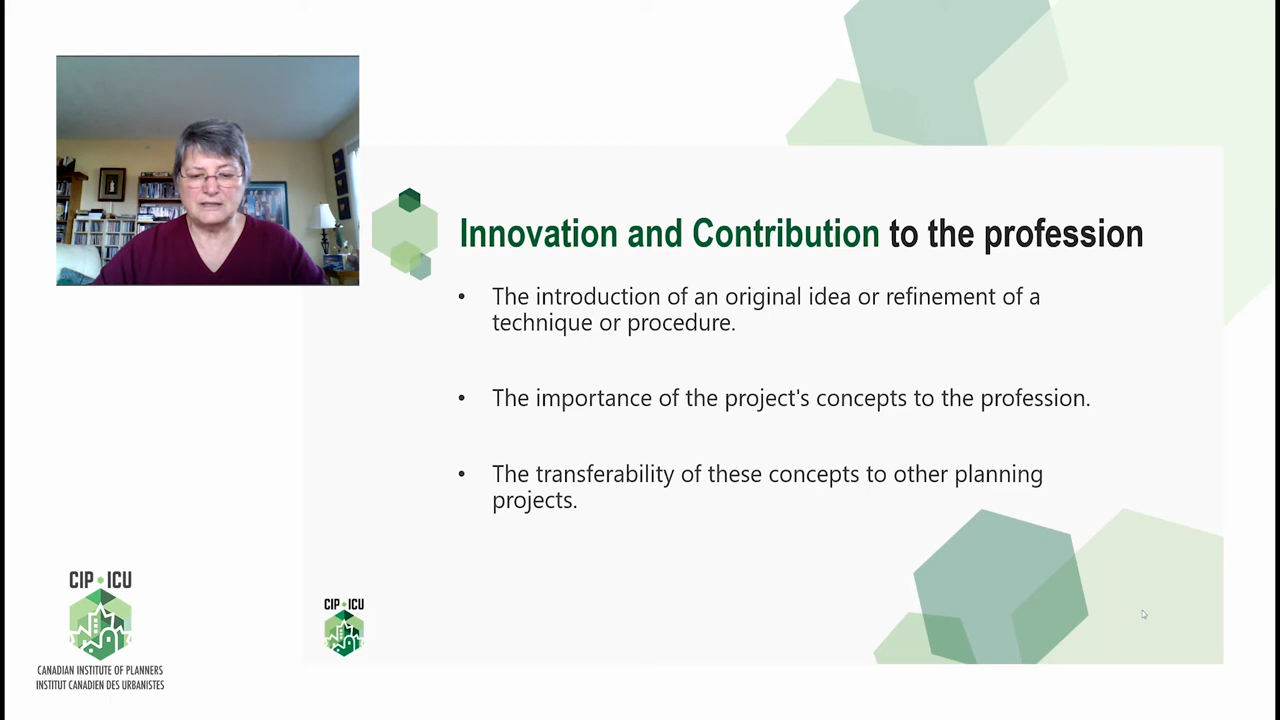 Innovation and Contribution to the profession
• The introduction of an original idea or refinement of a
technique or procedure.
• The importance of the project's concepts to the profession.
• The transferability of these concepts to other planning
projects.
CIP•ICU
CIP•ICU
CANADIAN INSTITUTE OF PLANNERS
INSTITUT CANADIEN DES URBANISTES